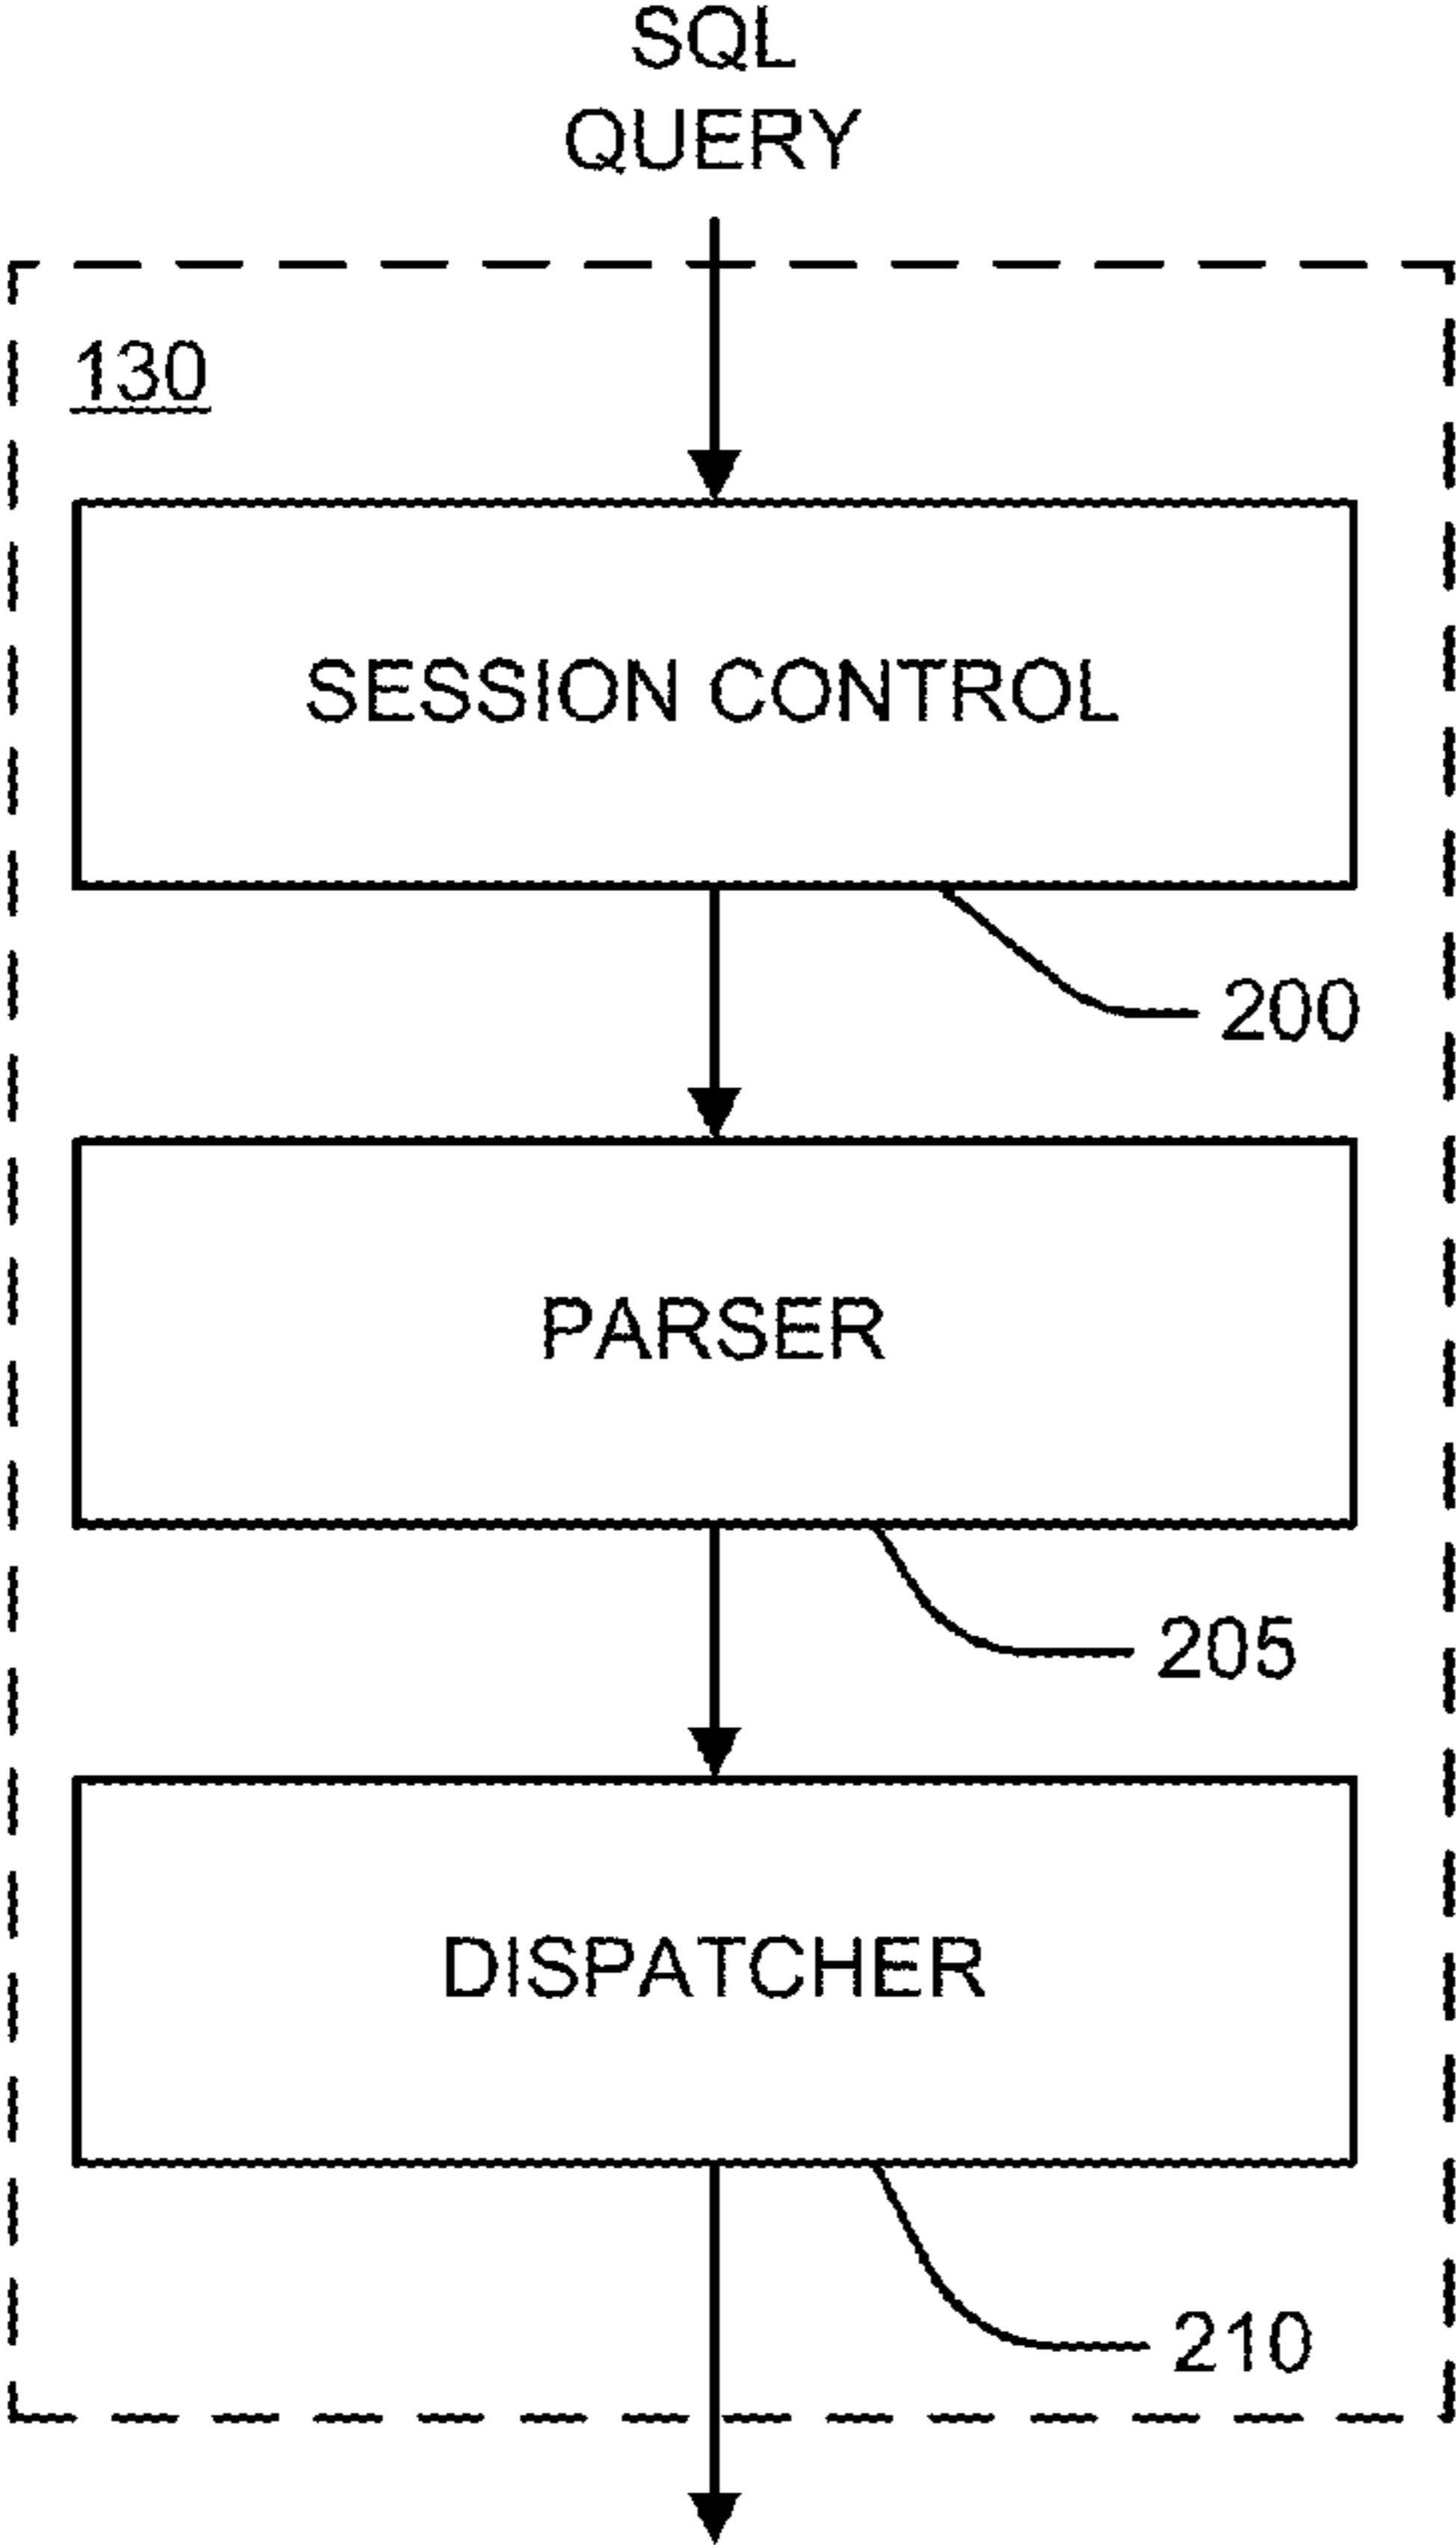 SQL
QUERY
130
SESSION CONTROL
200
PARSER
205
DISPATCHER
210